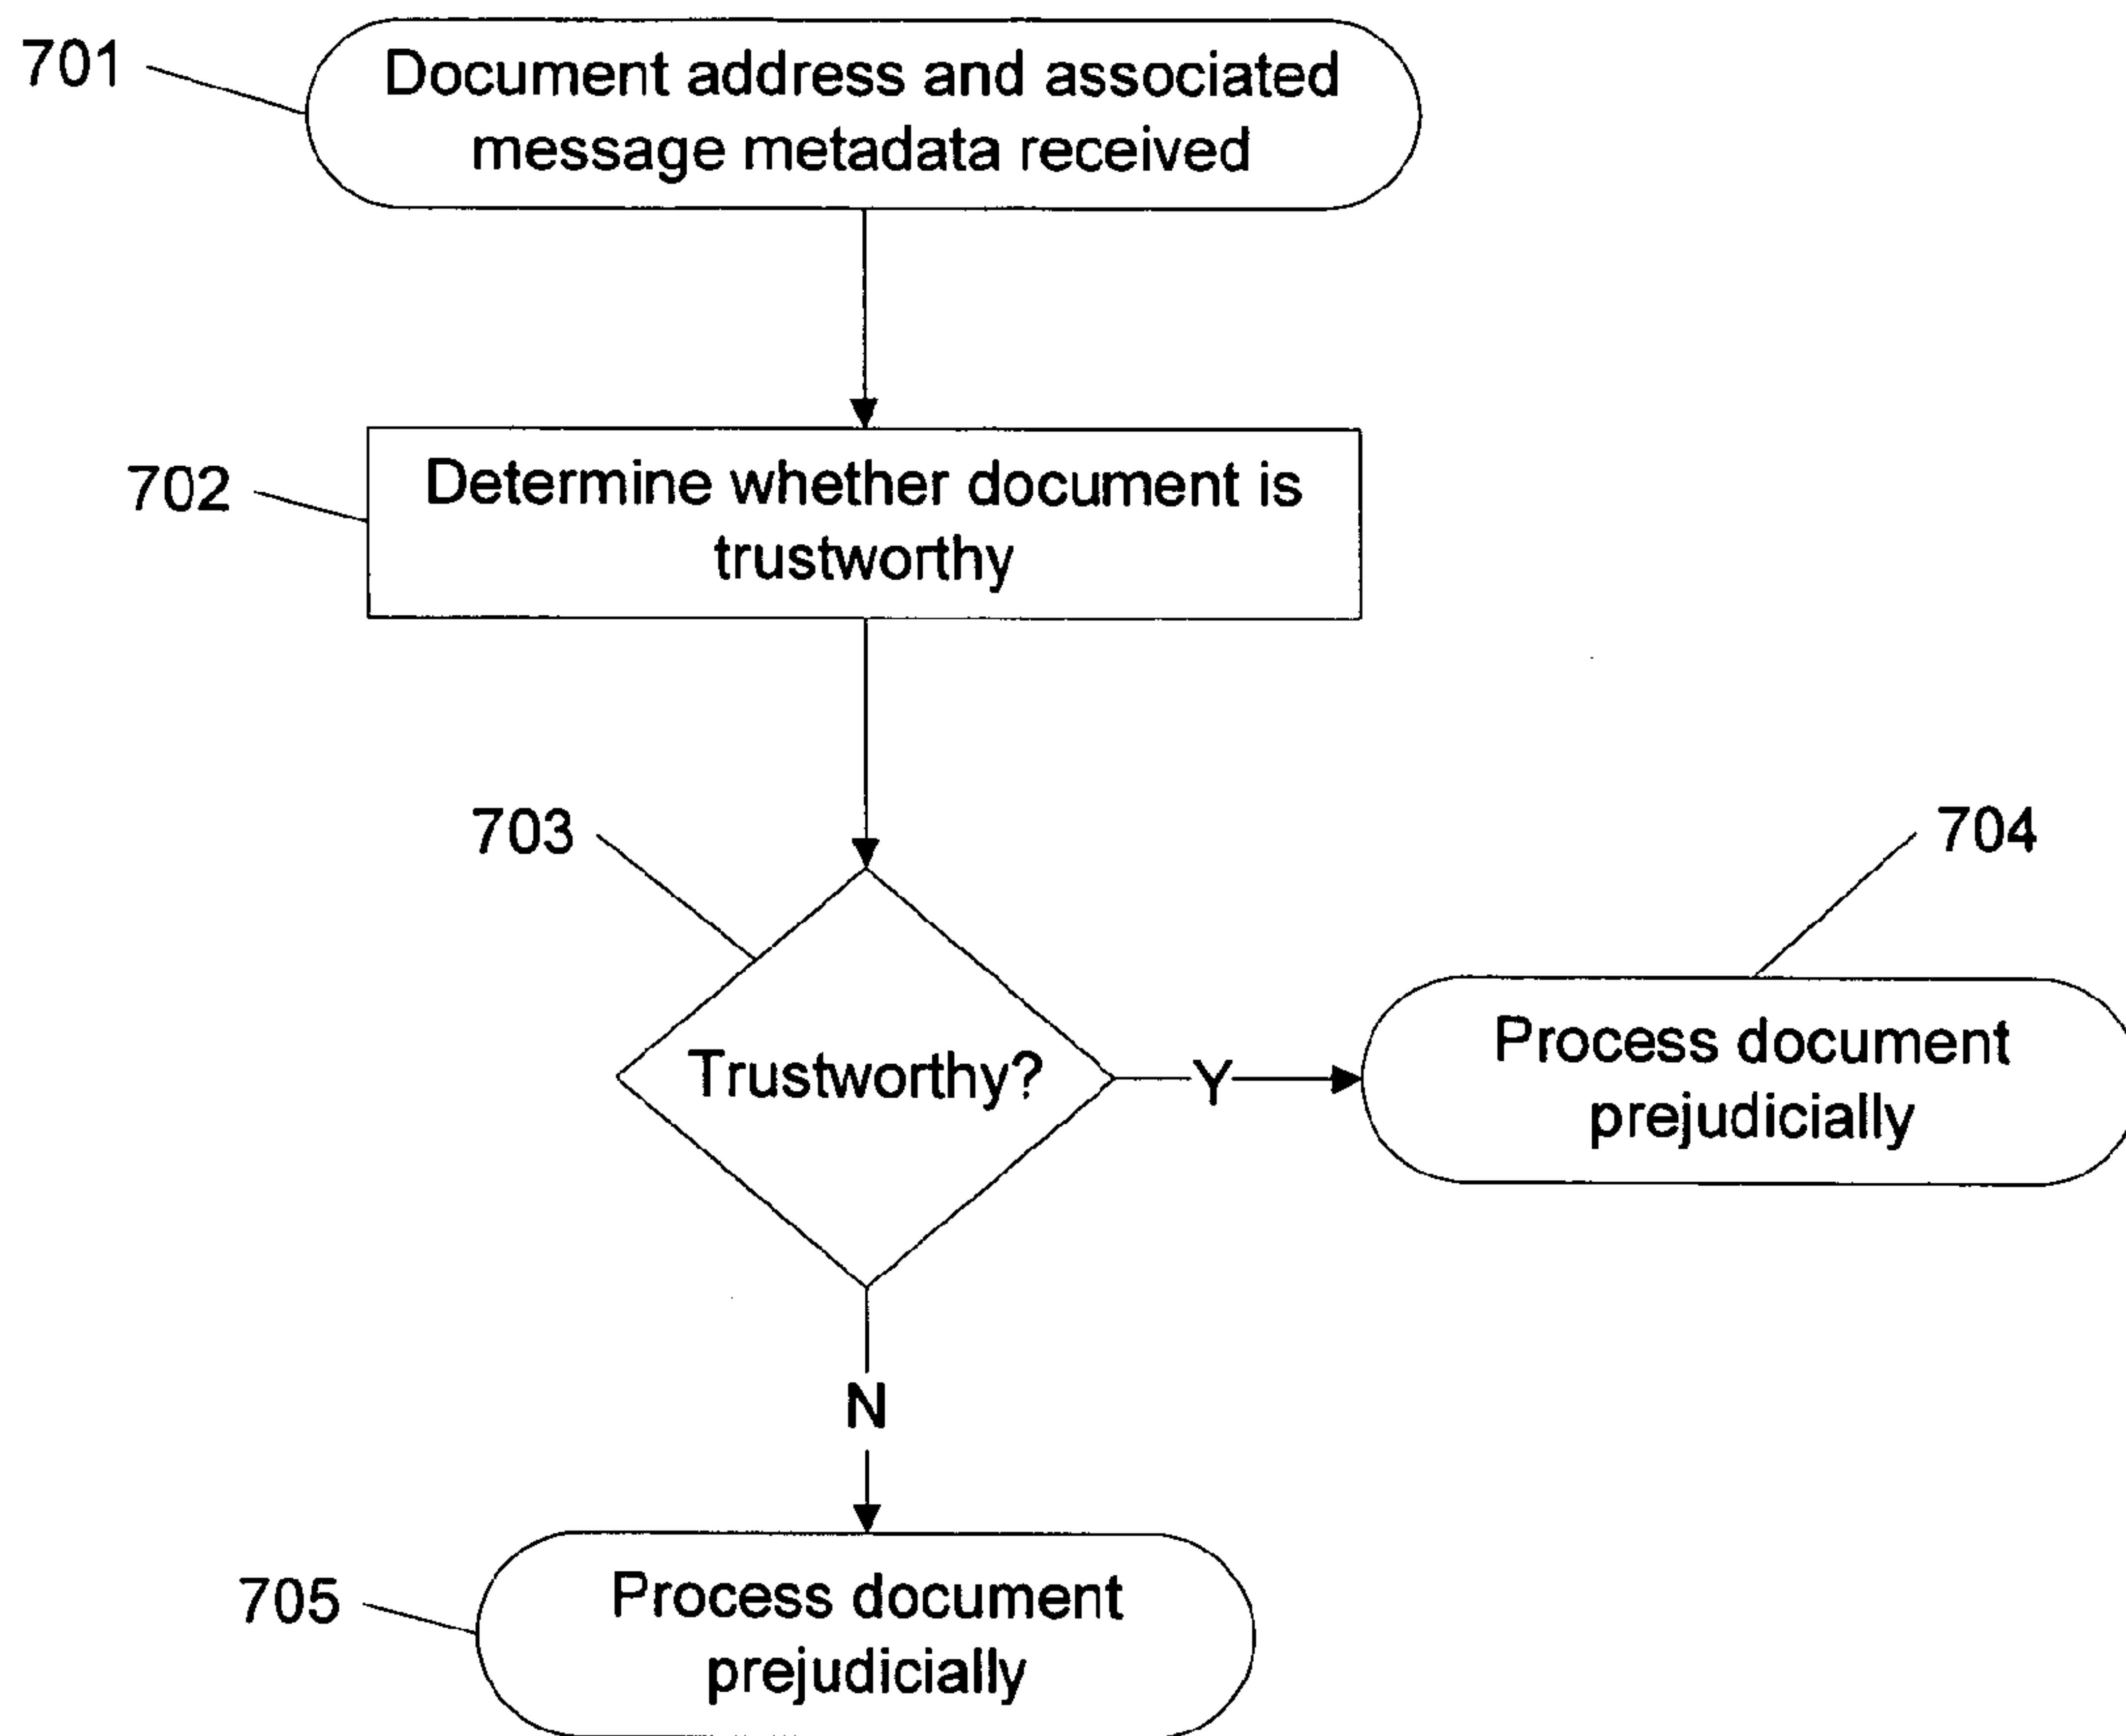 701
Document address and associated
message metadata received
702
Determine whether document is
trustworthy
703
704
Trustworthy?
Y
Process document
prejudicially
N
705
Process document
prejudicially